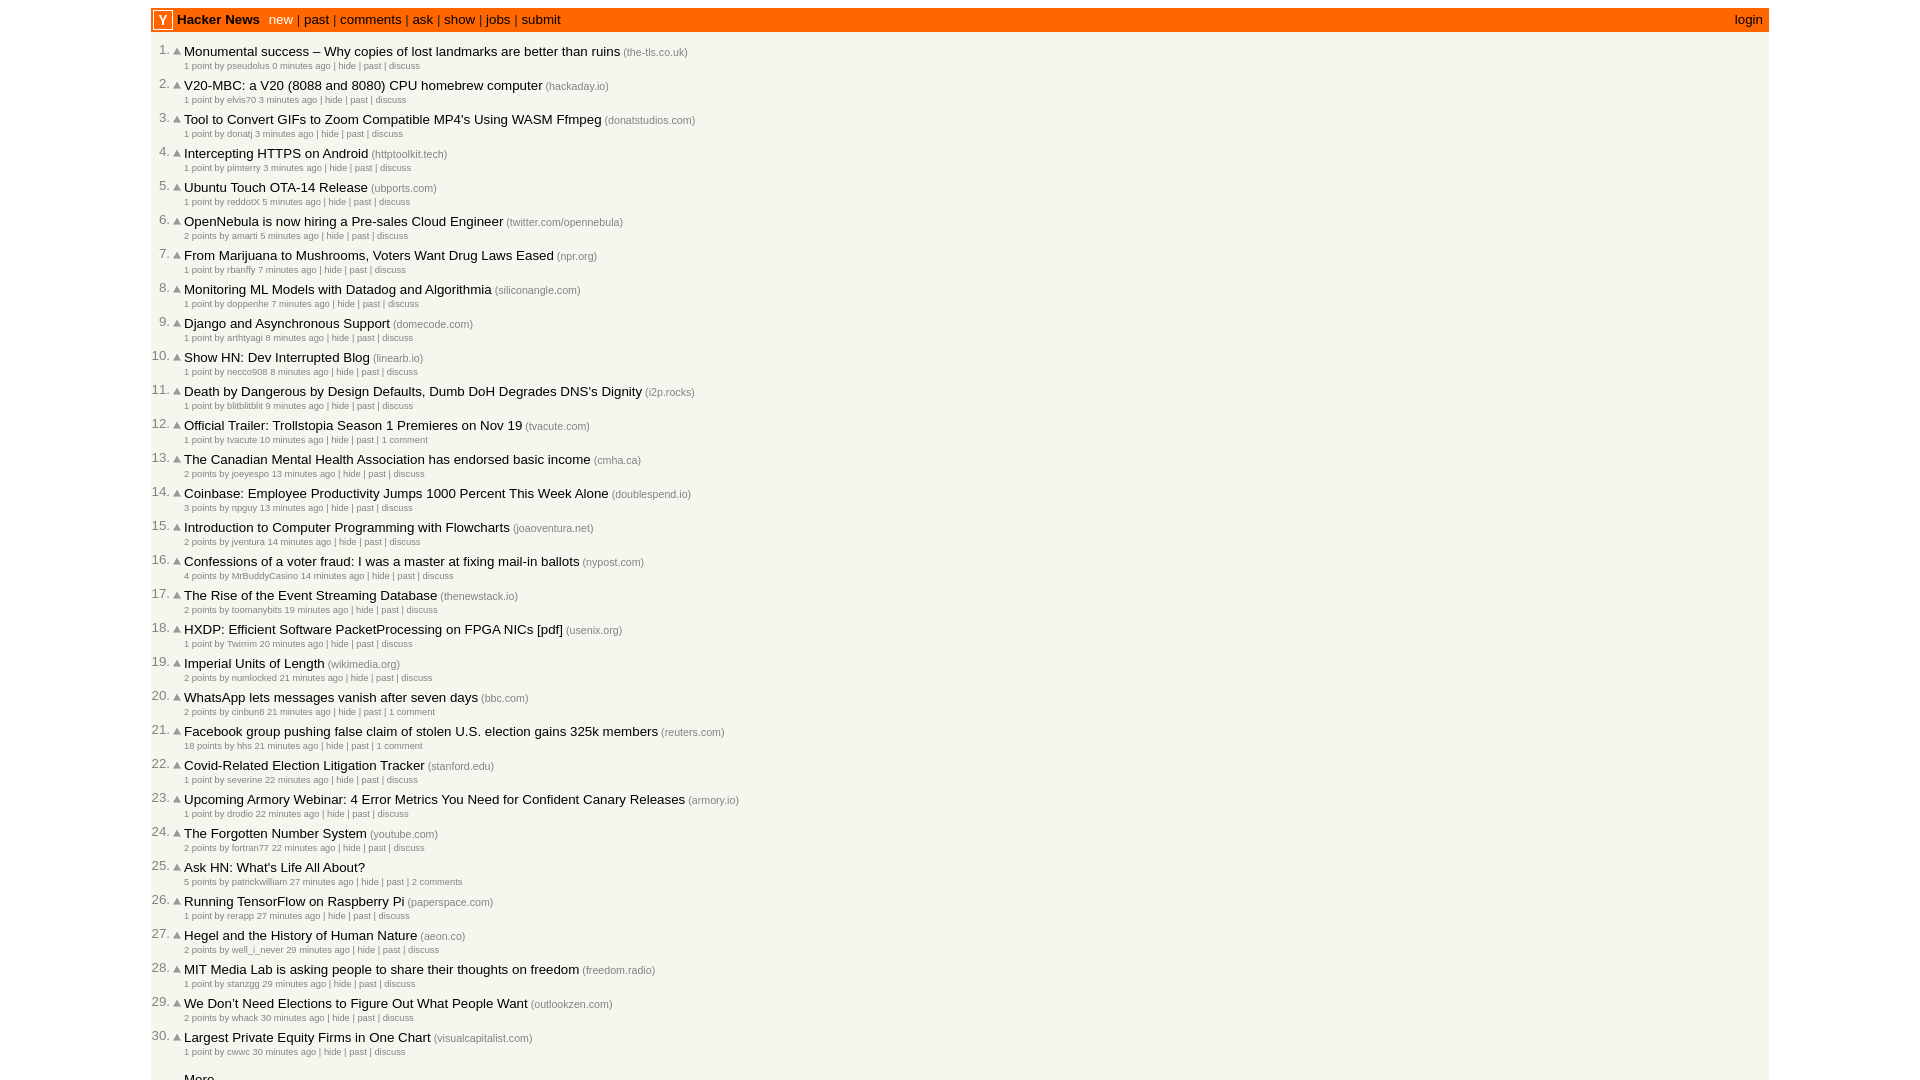 Y Hacker News new | past | comments | ask | show | jobs | submit login
1. Monumental success – Why copies of lost landmarks are better than ruins (the-tls.co.uk)
1 point by pseudolus 0 minutes ago | hide | past | discuss
2. V20-MBC: a V20 (8088 and 8080) CPU homebrew computer (hackaday.io)
1 point by elvis70 3 minutes ago | hide | past | discuss
3. Tool to Convert GIFs to Zoom Compatible MP4's Using WASM Ffmpeg (donatstudios.com)
1 point by donatj 3 minutes ago | hide | past | discuss
4. Intercepting HTTPS on Android (httptoolkit.tech)
1 point by pimterry 3 minutes ago | hide | past | discuss
5. Ubuntu Touch OTA-14 Release (ubports.com)
1 point by reddotX 5 minutes ago | hide | past | discuss
6. OpenNebula is now hiring a Pre-sales Cloud Engineer (twitter.com/opennebula)
2 points by amarti 5 minutes ago | hide | past | discuss
7. From Marijuana to Mushrooms, Voters Want Drug Laws Eased (npr.org)
1 point by rbanffy 7 minutes ago | hide | past | discuss
8. Monitoring ML Models with Datadog and Algorithmia (siliconangle.com)
1 point by doppenhe 7 minutes ago | hide | past | discuss
9. Django and Asynchronous Support (domecode.com)
1 point by arthtyagi 8 minutes ago | hide | past | discuss
10. Show HN: Dev Interrupted Blog (linearb.io)
1 point by necco908 8 minutes ago | hide | past | discuss
11. Death by Dangerous by Design Defaults, Dumb DoH Degrades DNS's Dignity (i2p.rocks)
1 point by blitblitblit 9 minutes ago | hide | past | discuss
12. Official Trailer: Trollstopia Season 1 Premieres on Nov 19 (tvacute.com)
1 point by tvacute 10 minutes ago | hide | past | 1 comment
13. The Canadian Mental Health Association has endorsed basic income (cmha.ca)
2 points by joeyespo 13 minutes ago | hide | past | discuss
14. Coinbase: Employee Productivity Jumps 1000 Percent This Week Alone (doublespend.io)
3 points by npguy 13 minutes ago | hide | past | discuss
15. Introduction to Computer Programming with Flowcharts (joaoventura.net)
2 points by jventura 14 minutes ago | hide | past | discuss
16. Confessions of a voter fraud: I was a master at fixing mail-in ballots (nypost.com)
4 points by MrBuddyCasino 14 minutes ago | hide | past | discuss
17. The Rise of the Event Streaming Database (thenewstack.io)
2 points by toomanybits 19 minutes ago | hide | past | discuss
18. HXDP: Efficient Software PacketProcessing on FPGA NICs [pdf] (usenix.org)
1 point by Twirrim 20 minutes ago | hide | past | discuss
19. Imperial Units of Length (wikimedia.org)
2 points by numlocked 21 minutes ago | hide | past | discuss
20. WhatsApp lets messages vanish after seven days (bbc.com)
2 points by cinbun8 21 minutes ago | hide | past | 1 comment
21. Facebook group pushing false claim of stolen U.S. election gains 325k members (reuters.com)
18 points by hhs 21 minutes ago | hide | past | 1 comment
22. Covid-Related Election Litigation Tracker (stanford.edu)
1 point by severine 22 minutes ago | hide | past | discuss
23. Upcoming Armory Webinar: 4 Error Metrics You Need for Confident Canary Releases (armory.io)
1 point by drodio 22 minutes ago | hide | past | discuss
24. The Forgotten Number System (youtube.com)
2 points by fortran77 22 minutes ago | hide | past | discuss
25. Ask HN: What's Life All About?
5 points by patrickwilliam 27 minutes ago | hide | past | 2 comments
26. Running TensorFlow on Raspberry Pi (paperspace.com)
1 point by rerapp 27 minutes ago | hide | past | discuss
27. Hegel and the History of Human Nature (aeon.co)
2 points by well_i_never 29 minutes ago | hide | past | discuss
28. MIT Media Lab is asking people to share their thoughts on freedom (freedom.radio)
1 point by stanzgg 29 minutes ago | hide | past | discuss
29. We Don’t Need Elections to Figure Out What People Want (outlookzen.com)
2 points by whack 30 minutes ago | hide | past | discuss
30. Largest Private Equity Firms in One Chart (visualcapitalist.com)
1 point by cwwc 30 minutes ago | hide | past | discuss
More